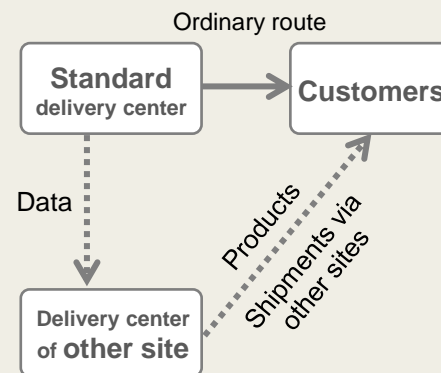 Ordinary route
Standard
delivery center
Customers
Data
Products
Shipments via
other sites
Delivery center
of other site